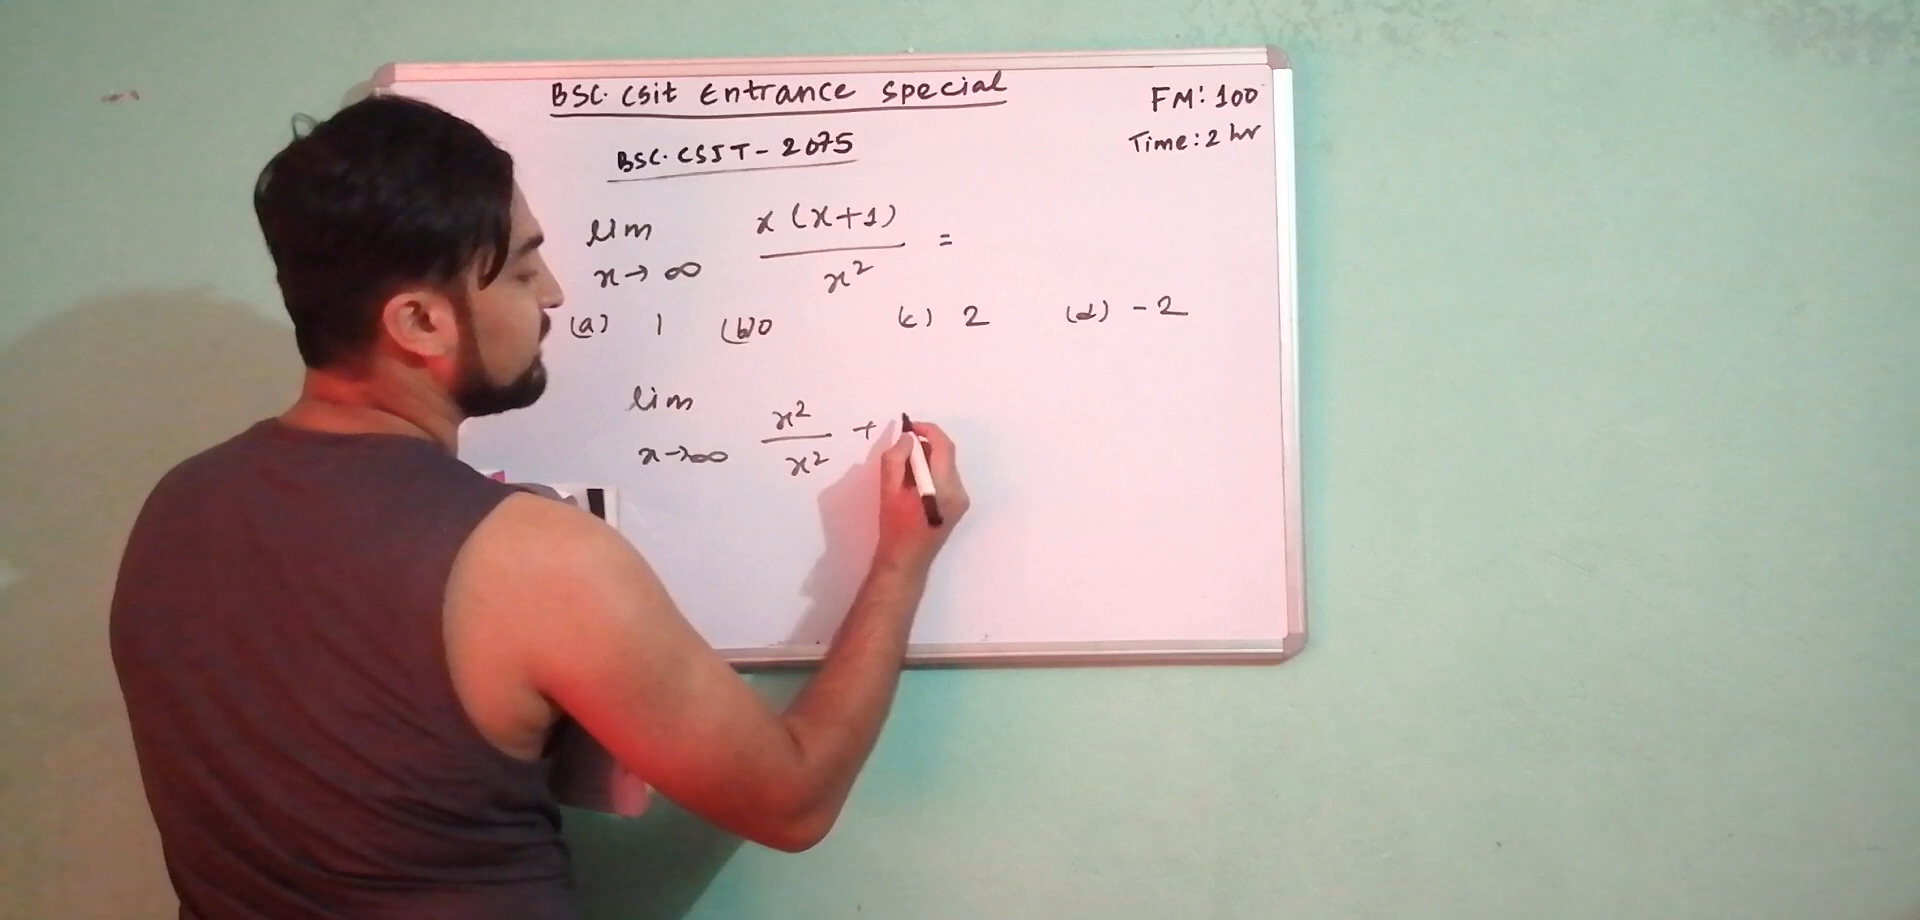 BSC. Csit Entrance special
FM: 100
Time: 2 hr
BSC. CSIT - 2075
lim x→∞ x (x+1) / x² =
(a) 1 (b) 0 (c) 2 (d) -2
lim x→∞ x² / x² +